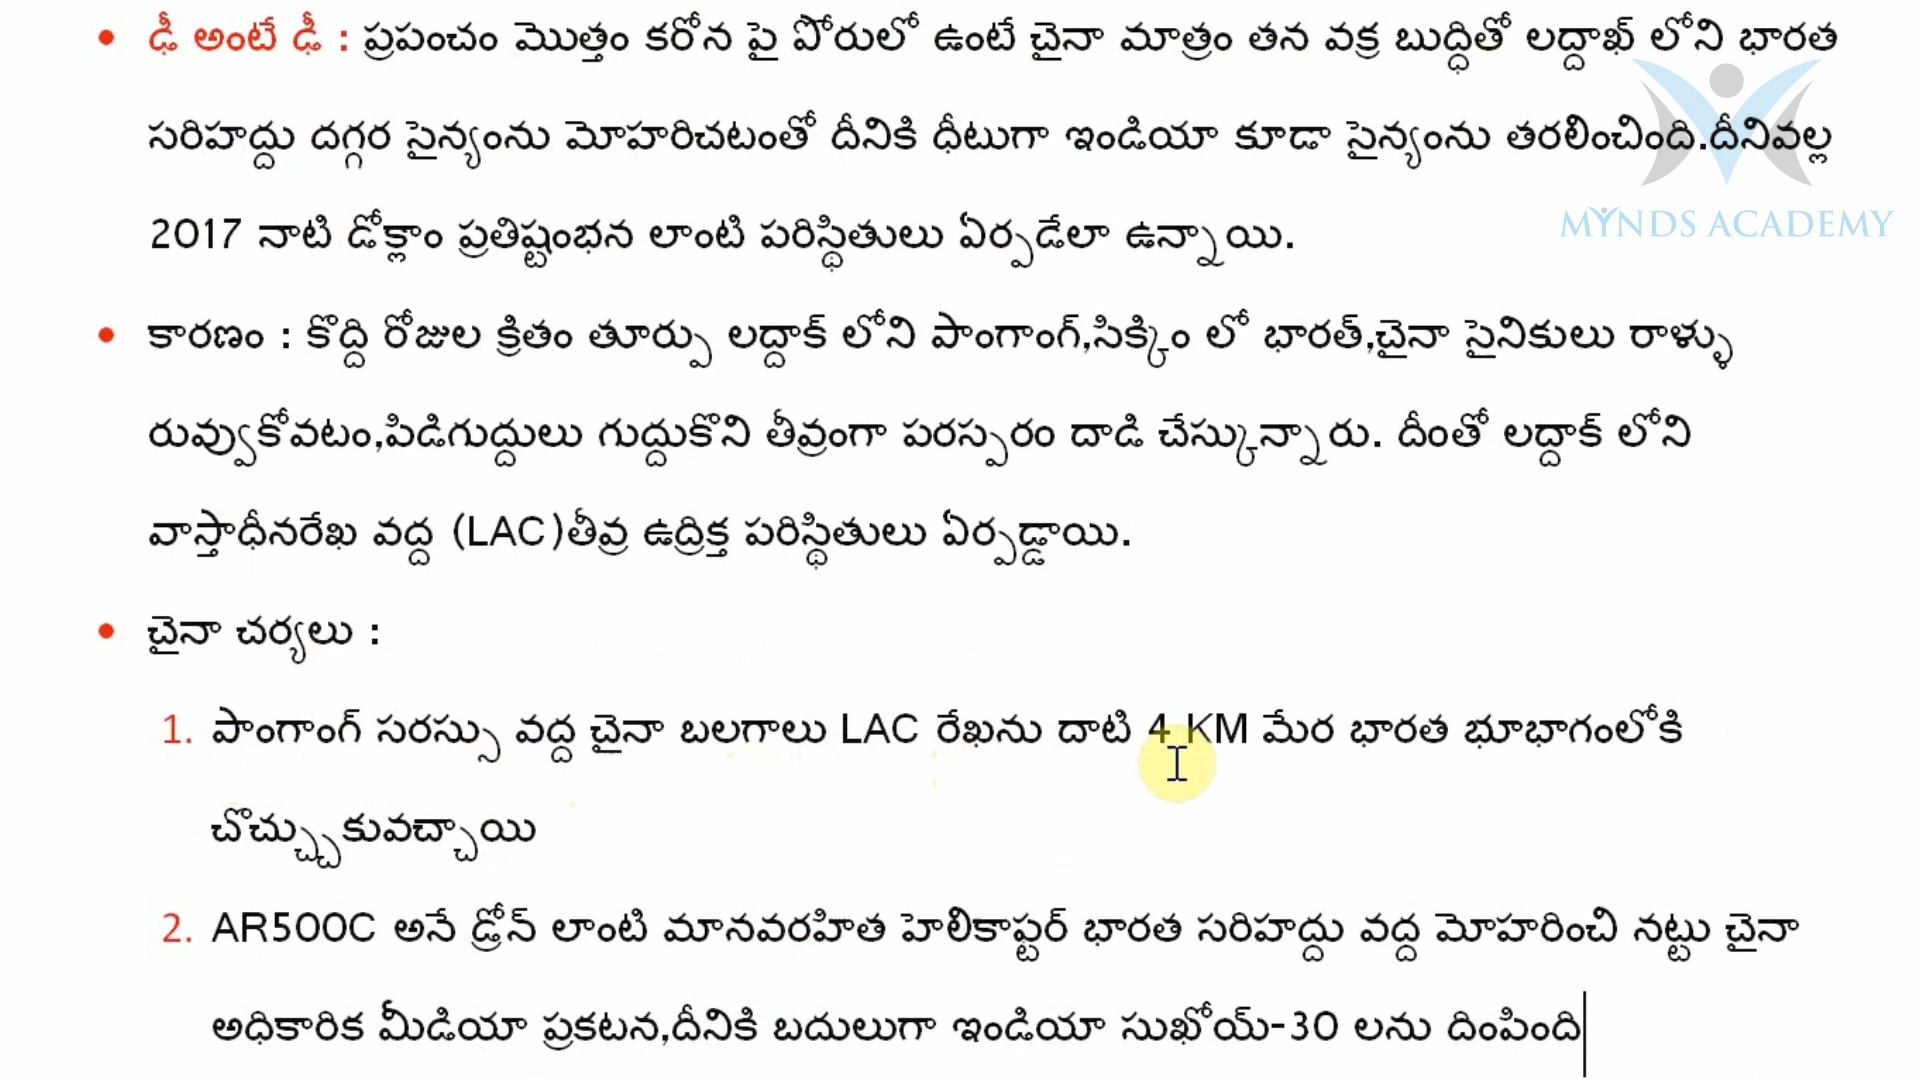 • ఢీ అంటే ఢీ : ప్రపంచం మొత్తం కరోన పై పోరులో ఉంటే చైనా మాత్రం తన వక్ర బుద్ధితో లద్దాఖ్ లోని భారత
సరిహద్దు దగ్గర సైన్యంను మోహరిచటంతో దీనికి ధీటుగా ఇండియా కూడా సైన్యంను తరలించింది.దీనివల్ల
2017 నాటి డోక్లాం ప్రతిష్టంభన లాంటి పరిస్థితులు ఏర్పడేలా ఉన్నాయి.
MYNDS ACADEMY
• కారణం : కొద్ది రోజుల క్రితం తూర్పు లద్దాక్ లోని పాంగాంగ్,సిక్కిం లో భారత్,చైనా సైనికులు రాళ్ళు
రువ్వుకోవటం,పిడిగుద్దులు గుద్దుకొని తీవ్రంగా పరస్పరం దాడి చేస్కున్నారు. దీంతో లద్దాక్ లోని
వాస్తాధీనరేఖ వద్ద (LAC)తీవ్ర ఉద్రిక్త పరిస్థితులు ఏర్పడ్డాయి.
• చైనా చర్యలు :
1. పాంగాంగ్ సరస్సు వద్ద చైనా బలగాలు LAC రేఖను దాటి 4 KM మేర భారత భూభాగంలోకి
చొచ్చుకువచ్చాయి
2. AR500C అనే డ్రోన్ లాంటి మానవరహిత హెలికాప్టర్ భారత సరిహద్దు వద్ద మోహరించి నట్టు చైనా
అధికారిక మీడియా ప్రకటన,దీనికి బదులుగా ఇండియా సుఖోయ్-30 లను దింపింది